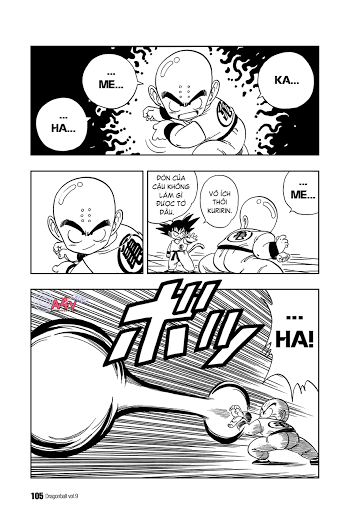 KA...
...
ME...
...
HA...
...
ME...
VÔ ÍCH
THÔI
KURIRIN.
ĐÒN CỦA
CẬU KHÔNG
LÀM GÌ
ĐƯỢC TỚ
ĐÂU.
...
HA!
ボッ
105 Dragonball vol.9